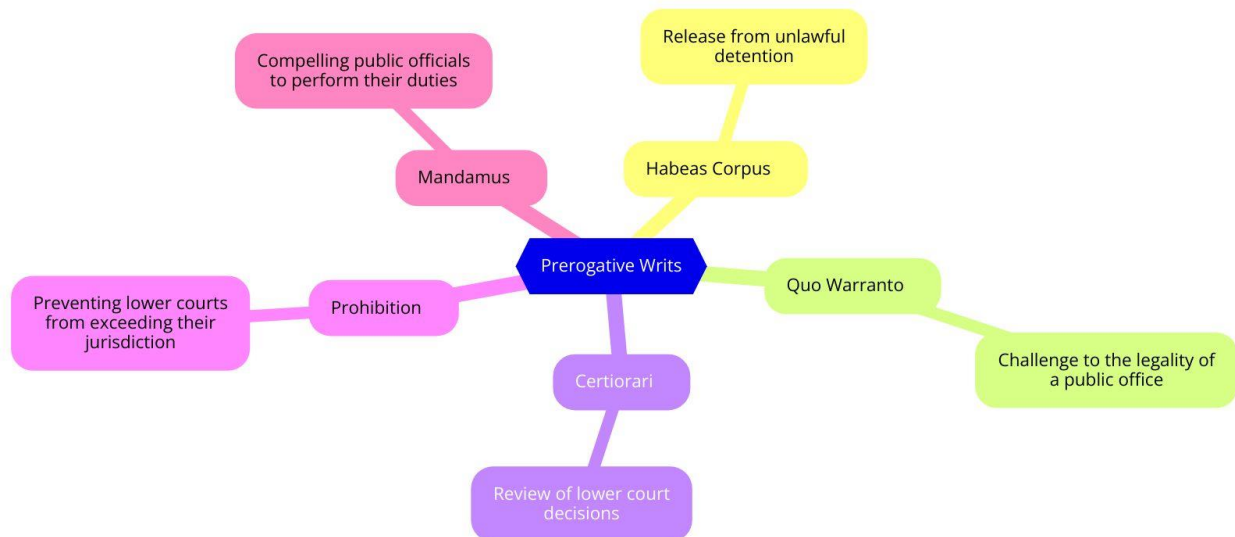 Release from unlawful
detention
Compelling public officials
to perform their duties
Habeas Corpus
Mandamus
Prerogative Writs
Quo Warranto
Preventing lower courts
from exceeding their
jurisdiction
Prohibition
Challenge to the legality of
a public office
Certiorari
Review of lower court
decisions